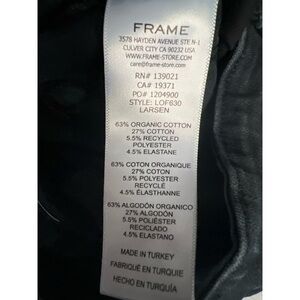 FRAME
3578 HAYDEN AVENUE STE N-1
CULVER CITY CA 90232 USA
WWW.FRAME-STORE.COM
care@frame-store.com
RN# 139021
CA# 19371
PO# 1204900
STYLE: LOF630
LARSEN
63% ORGANIC COTTON
27% COTTON
5.5% RECYCLED
POLYESTER
4.5% ELASTANE
63% COTON ORGANIQUE
27% COTON
5.5% POLYESTER
RECYCLÉ
4.5% ELASTHANNE
63% ALGODÓN ORGANICO
27% ALGODÓN
5.5% POLIÉSTER
RECICLADO
4.5% ELASTANO
MADE IN TURKEY
FABRIQUÉ EN TURQUIE
HECHO EN TURQUÍA